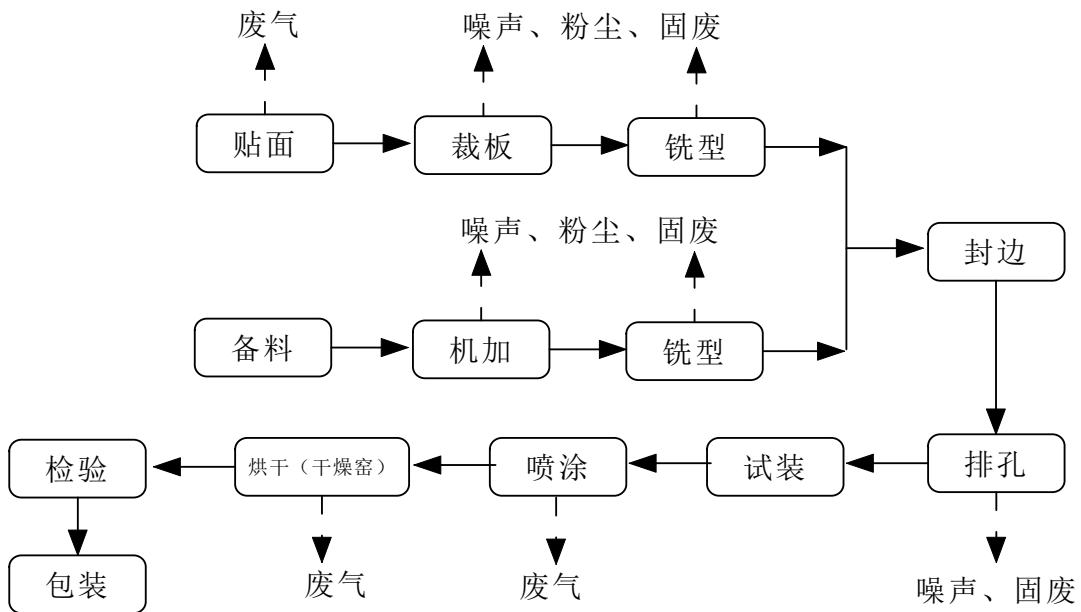 废气
噪声、粉尘、固废
贴面
裁板
铣型
噪声、粉尘、固废
封边
备料
机加
铣型
检验
烘干（干燥窑）
喷涂
试装
排孔
包装
废气
废气
噪声、固废